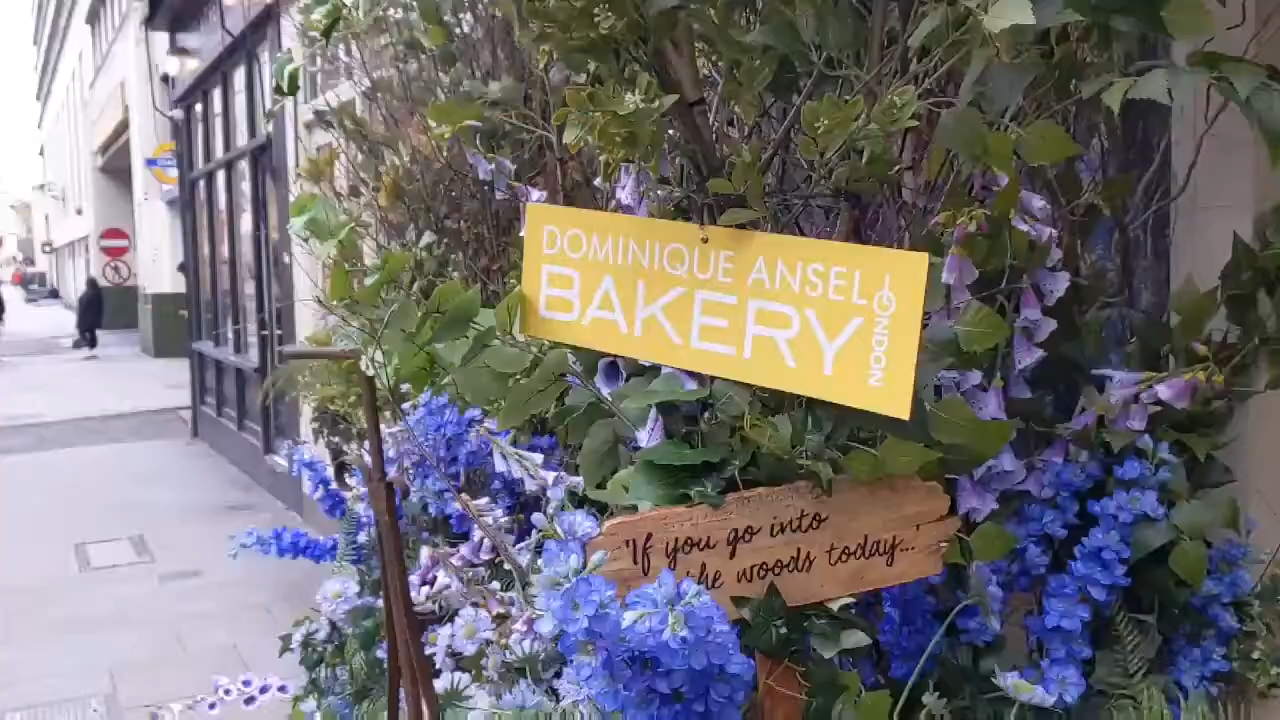 DOMINIQUE ANSEL
BAKERY
LONDON
"If you go into
the woods today..."